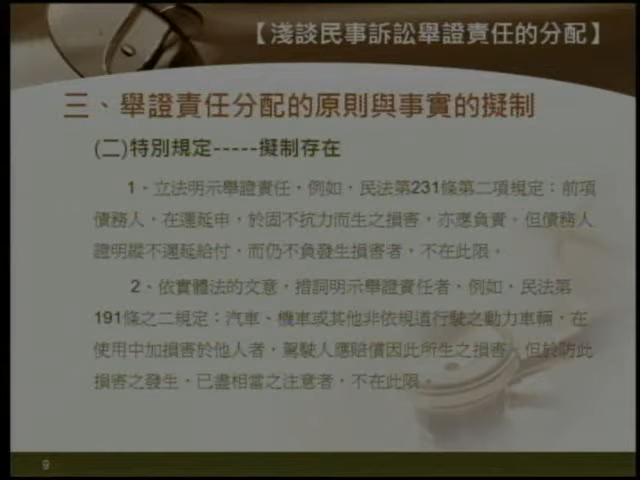 【淺談民事訴訟舉證責任的分配】
三、舉證責任分配的原則與事實的擬制
(二)特別規定-----擬制存在
1、立法明示舉證責任，例如，民法第231條第二項規定：前項
債務人，在遲延中，於因不抗力而生之損害，亦應負責。但債務人
證明縱不遲延給付，而仍不負發生損害者，不在此限。
2、依實體法的文意，措詞明示舉證責任者，例如，民法第
191條之二規定：汽車、機車或其他非依規道行駛之動力車輛，在
使用中加損害於他人者，駕駛人應賠償因此所生之損害。但於防此
損害之發生，已盡相當之注意者，不在此限。
9